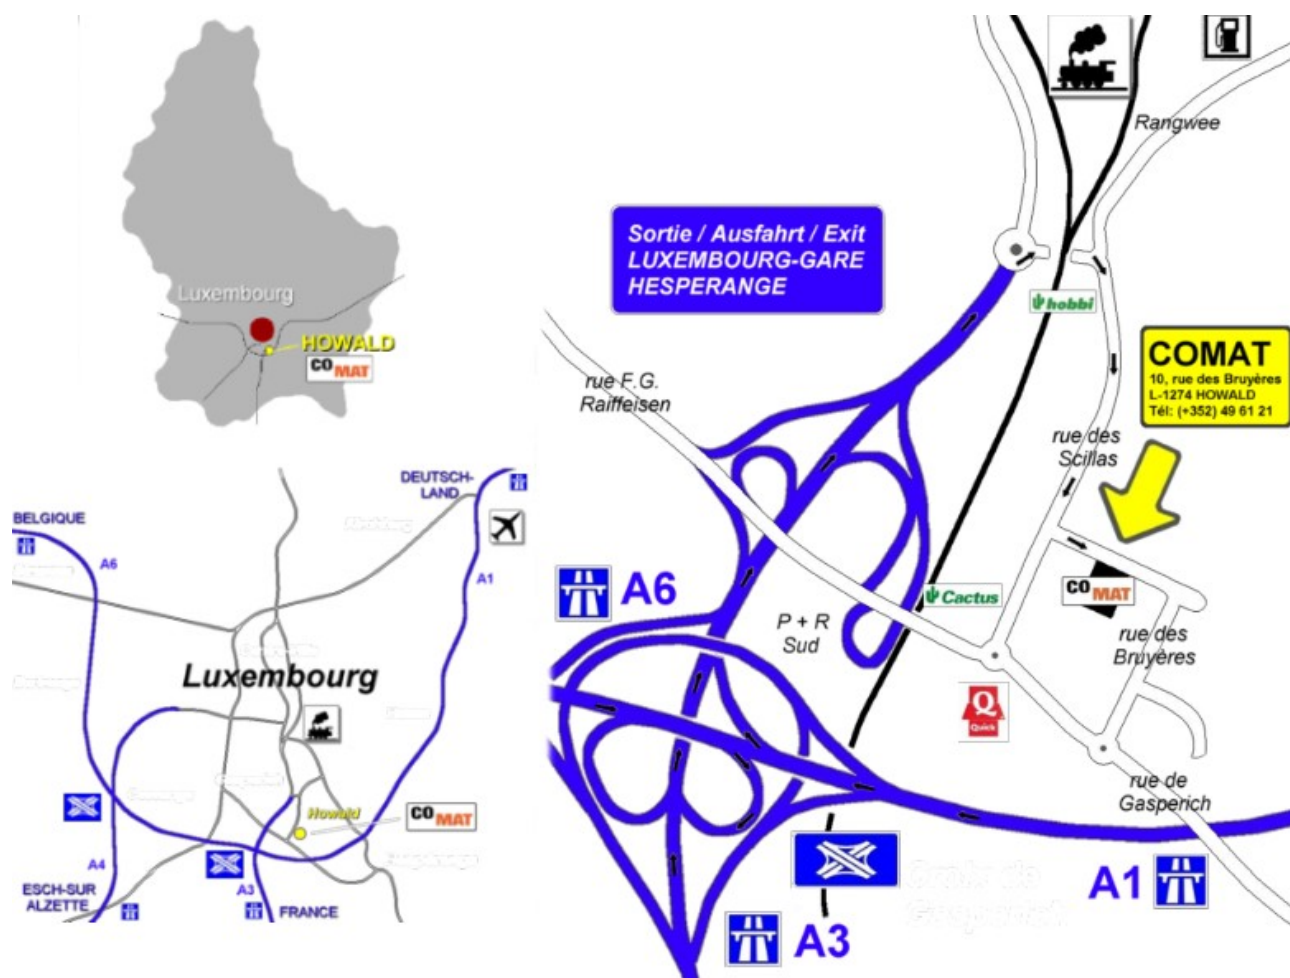 Luxembourg
HOWALD
CO
MAT
BELGIQUE
A6
DEUTSCH-
LAND
A1
Luxembourg
Howald
CO
MAT
A4
ESCH-SUR
ALZETTE
A3
FRANCE
Rangwee
Sortie / Ausfahrt / Exit
LUXEMBOURG-GARE
HESPERANGE
hobbi
COMAT
10, rue des Bruyères
L-1274 HOWALD
Tél: (+352) 49 61 21
rue F.G.
Raiffeisen
rue des
Scillas
A6
P + R
Sud
Cactus
CO
MAT
rue des
Bruyères
Q
Quick
rue de
Gasperich
Croix de
Gasperich
A1
A3